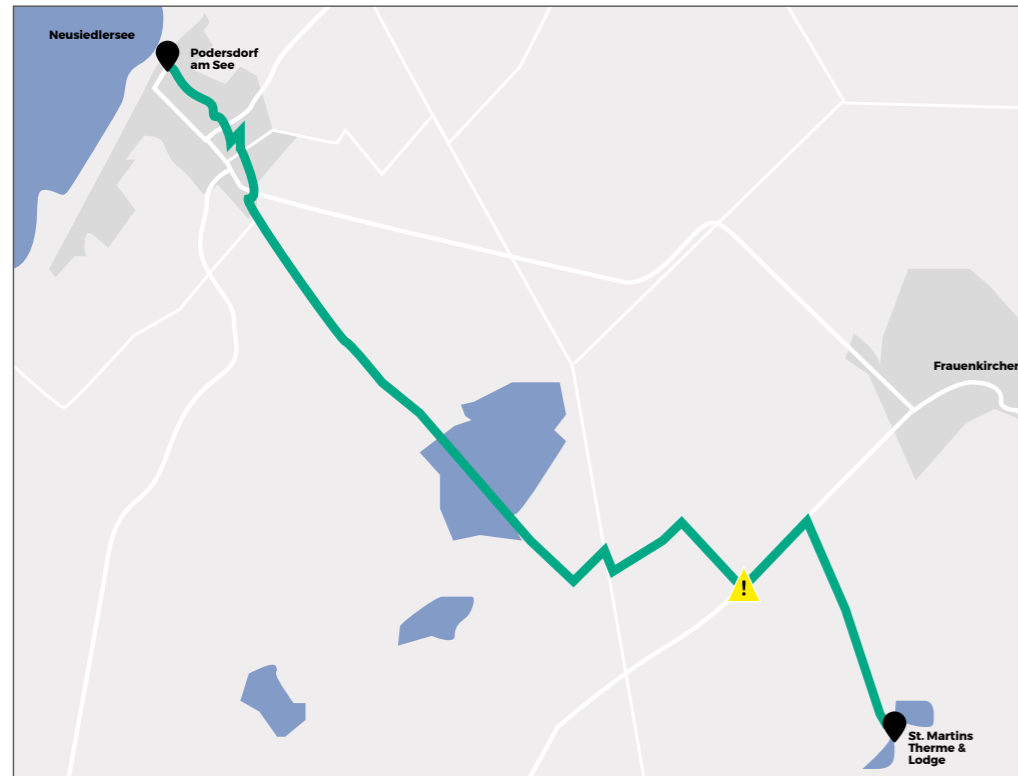 Neusiedlersee
Podersdorf
am See
Frauenkirchen
!
St. Martins
Therme &
Lodge